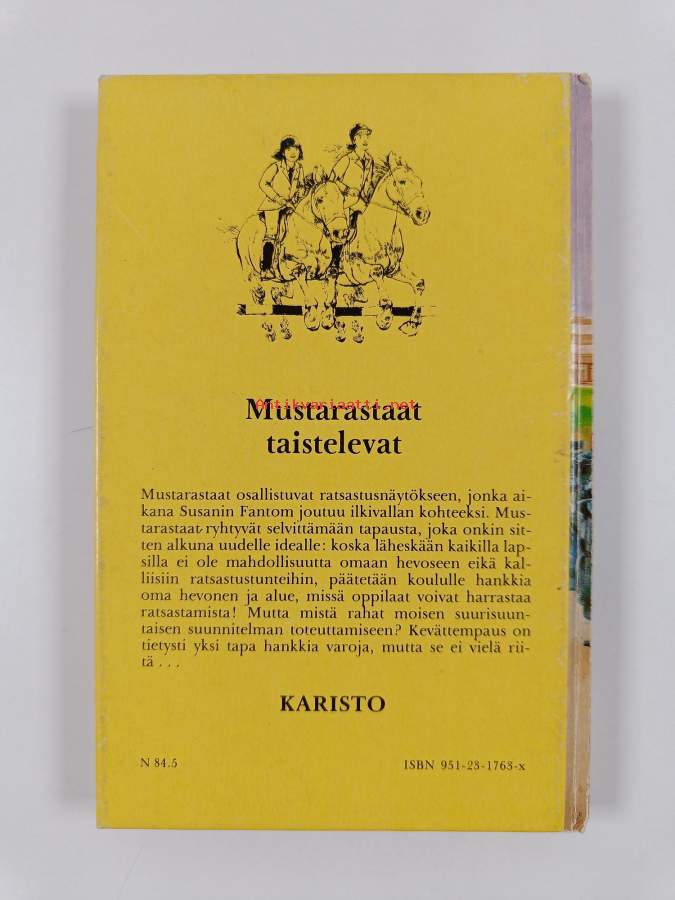 Antikvariaatti.net
Mustarastaat
taistelevat
Mustarastaat osallistuvat ratsastusnäytökseen, jonka ai-
kana Susanin Fantom joutuu ilkivallan kohteeksi. Mus-
tarastaat ryhtyvät selvittämään tapausta, joka onkin sit-
ten alkuna uudelle idealle: koska läheskään kaikilla lap-
silla ei ole mahdollisuutta omaan hevoseen eikä kal-
liisiin ratsastustunteihin, päätetään koululle hankkia
oma hevonen ja alue, missä oppilaat voivat harrastaa
ratsastamista! Mutta mistä rahat moisen suurisuun-
taisen suunnitelman toteuttamiseen? Kevättempaus on
tietysti yksi tapa hankkia varoja, mutta se ei vielä rii-
tä . . .
KARISTO
N 84.5
ISBN 951-23-1763-x